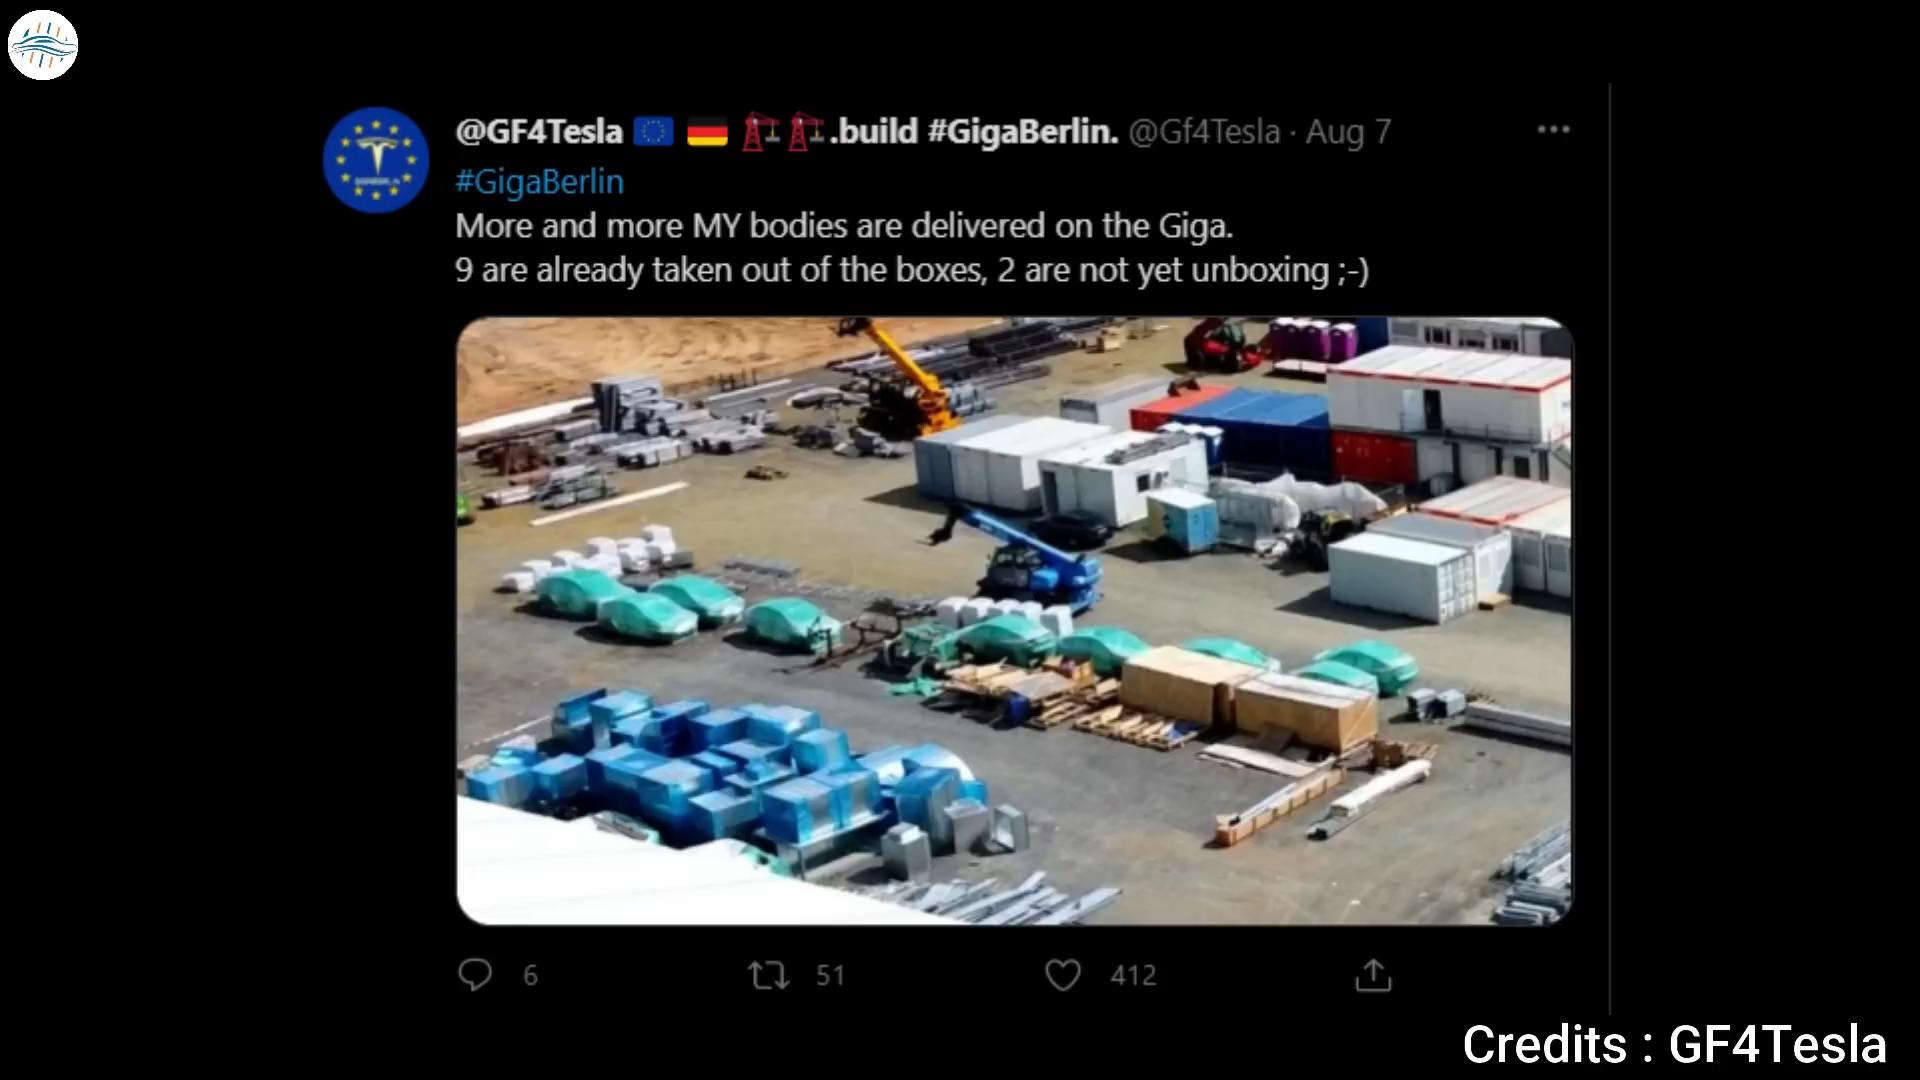 @GF4Tesla 🇪🇺 🇩🇪 🏗🏗.build #GigaBerlin. @Gf4Tesla · Aug 7
#GigaBerlin
More and more MY bodies are delivered on the Giga.
9 are already taken out of the boxes, 2 are not yet unboxing ;-)
6 51 412
Credits : GF4Tesla